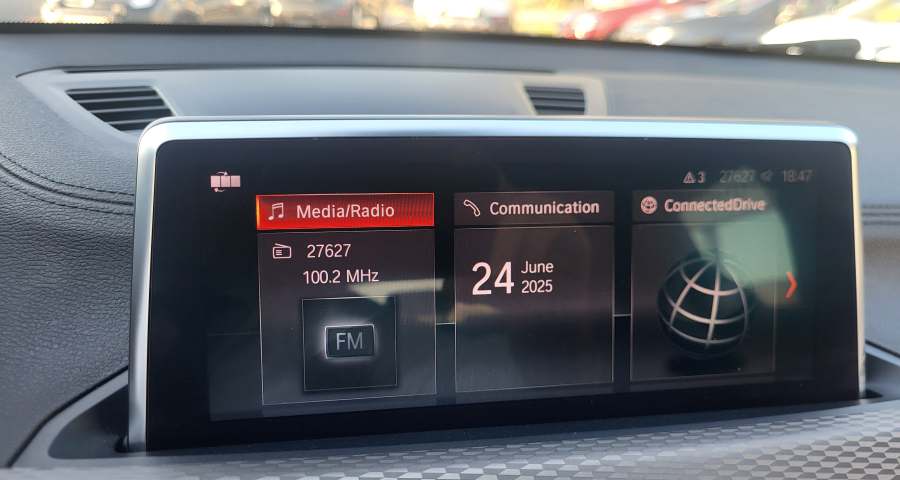 3 27627 18:47
Media/Radio
27627
100.2 MHz
FM
Communication
24 June
2025
ConnectedDrive